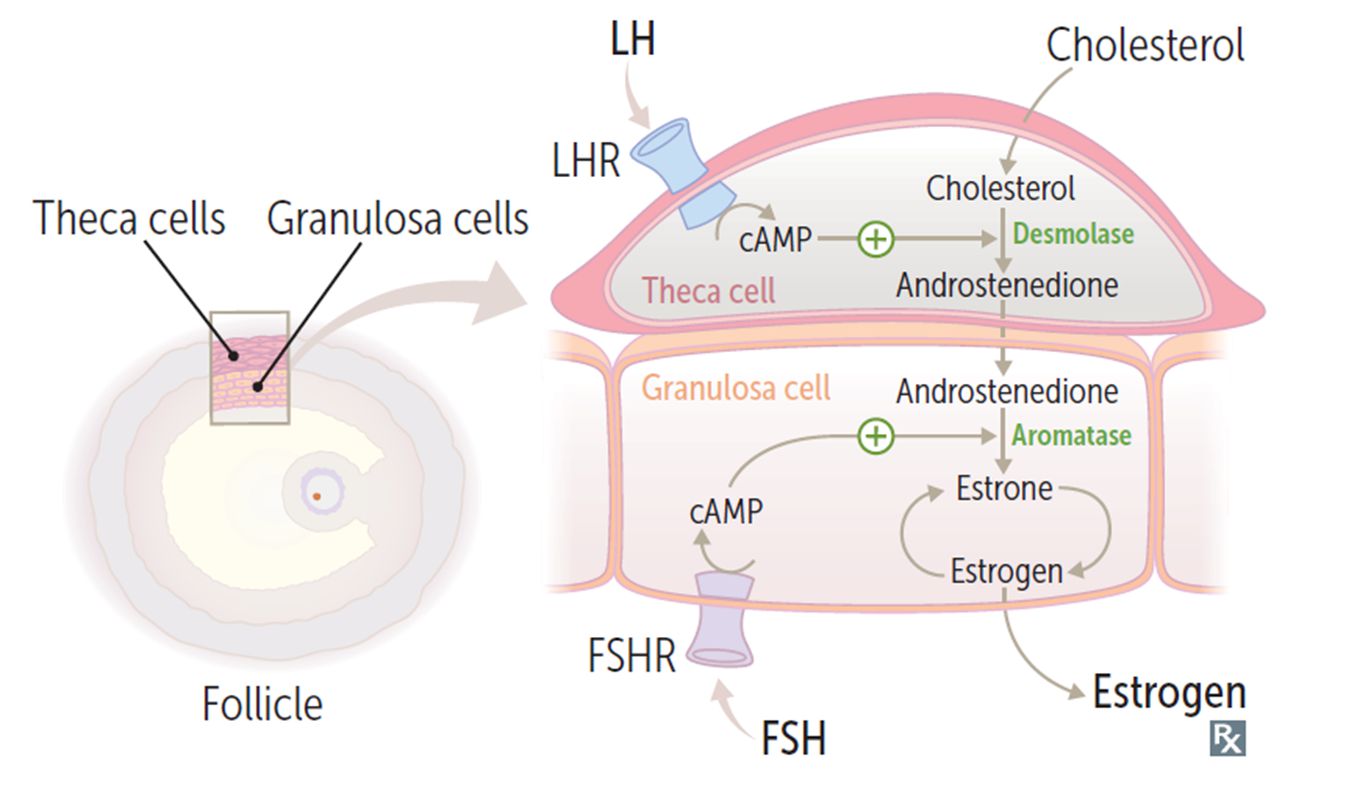 LH
Cholesterol
LHR
Theca cells
Granulosa cells
Cholesterol
cAMP
+
Desmolase
Theca cell
Androstenedione
Granulosa cell
Androstenedione
+
Aromatase
Estrone
cAMP
Estrogen
FSHR
Follicle
Estrogen
FSH
Rx